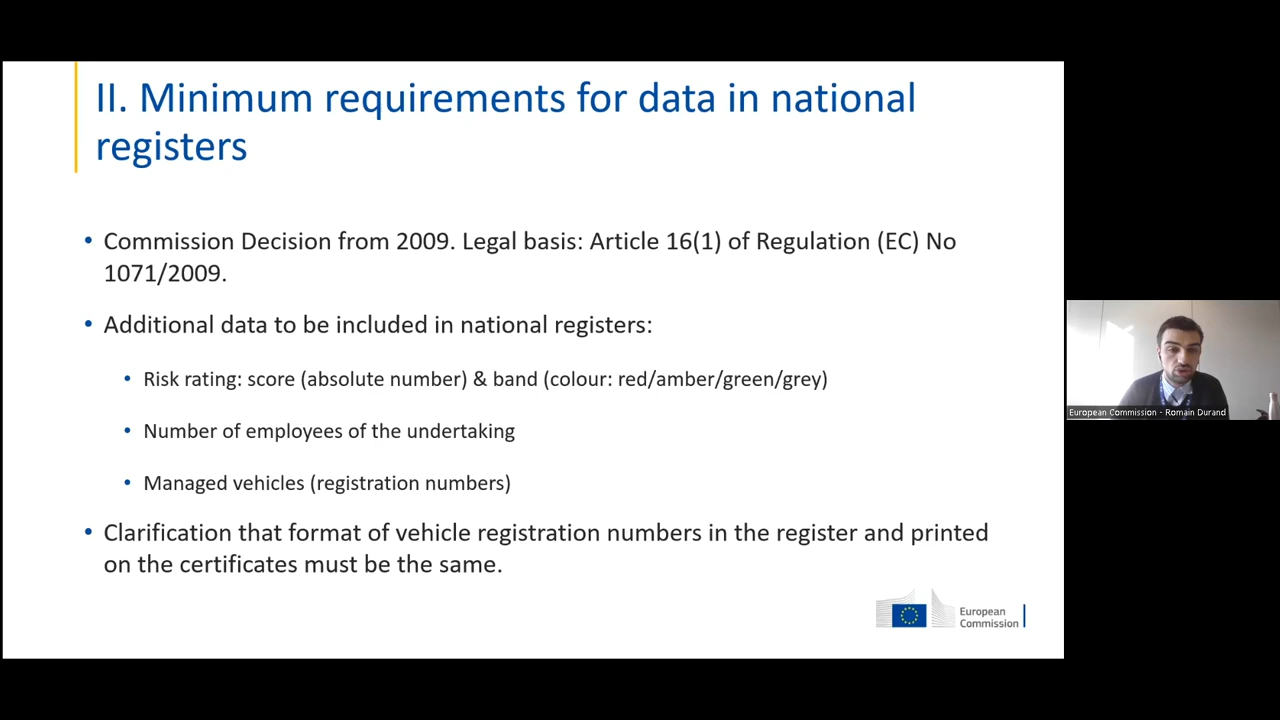 II. Minimum requirements for data in national
registers
• Commission Decision from 2009. Legal basis: Article 16(1) of Regulation (EC) No
1071/2009.
• Additional data to be included in national registers:
• Risk rating: score (absolute number) & band (colour: red/amber/green/grey)
• Number of employees of the undertaking
• Managed vehicles (registration numbers)
• Clarification that format of vehicle registration numbers in the register and printed
on the certificates must be the same.
European
Commission
European Commission - Romain Durand